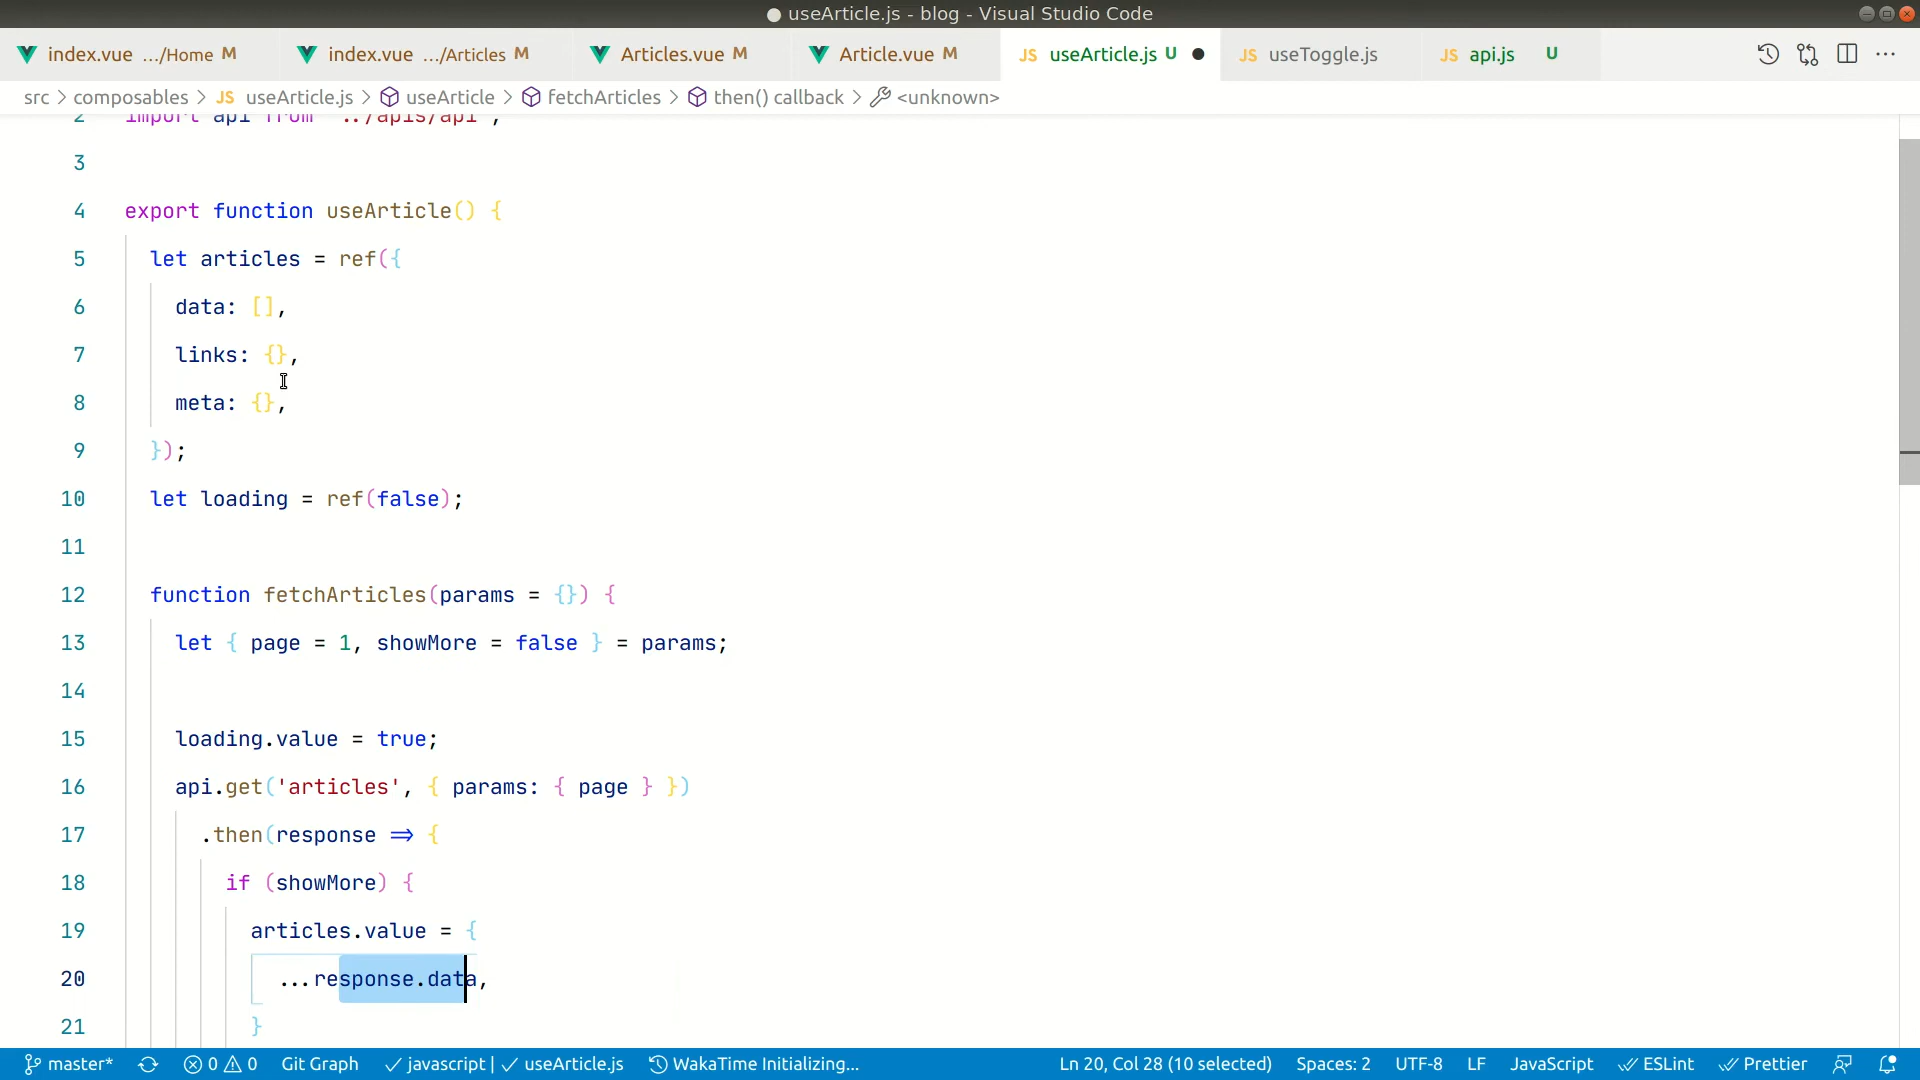 useArticle.js - blog - Visual Studio Code
index.vue .../Home M index.vue .../Articles M Articles.vue M Article.vue M JS useArticle.js U JS useToggle.js JS api.js U
src > composables > JS useArticle.js > useArticle > fetchArticles > then() callback > <unknown>
2 import api from '../apis/api';
3
4 export function useArticle() {
5 let articles = ref({
6 data: [],
7 links: {},
8 meta: {},
9 });
10 let loading = ref(false);
11
12 function fetchArticles(params = {}) {
13 let { page = 1, showMore = false } = params;
14
15 loading.value = true;
16 api.get('articles', { params: { page } })
17 .then(response => {
18 if (showMore) {
19 articles.value = {
20 ...response.data,
21 }
master* 0 0 Git Graph javascript | useArticle.js WakaTime Initializing... Ln 20, Col 28 (10 selected) Spaces: 2 UTF-8 LF JavaScript ESLint Prettier